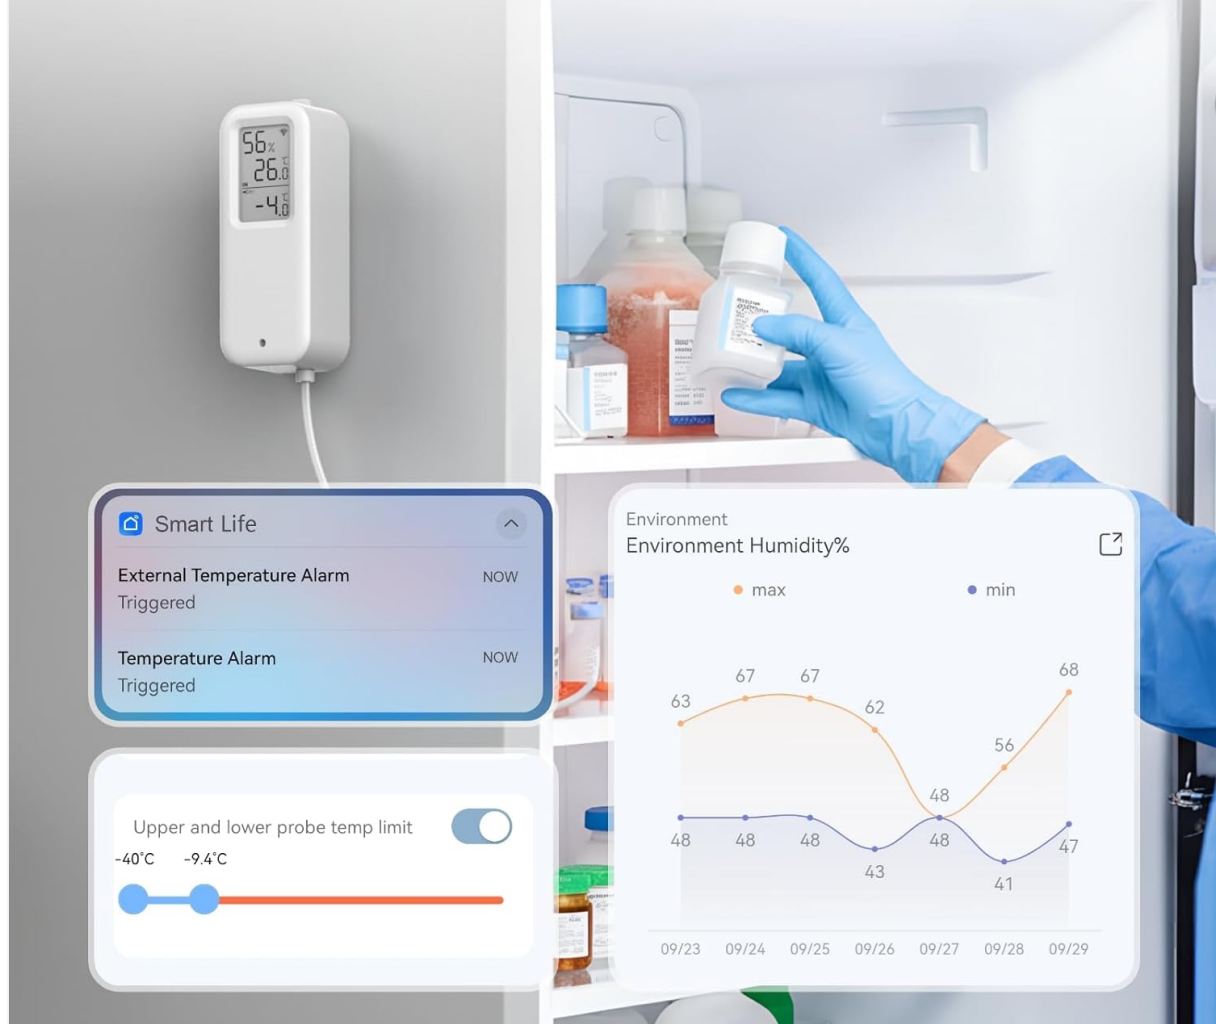 56%
26.0°C
-4.0°C
Smart Life
External Temperature Alarm NOW
Triggered
Temperature Alarm NOW
Triggered
Upper and lower probe temp limit
-40°C -9.4°C
Environment
Environment Humidity%
max min
63 67 67 62 48 56 68
48 48 48 43 48 41 47
09/23 09/24 09/25 09/26 09/27 09/28 09/29